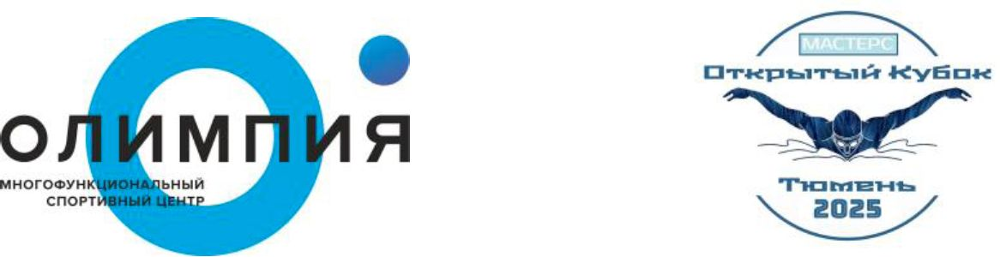 ОЛИМПИЯ
МНОГОФУНКЦИОНАЛЬНЫЙ
СПОРТИВНЫЙ ЦЕНТР
МАСТЕРС
Открытый Кубок
Тюмень
2025